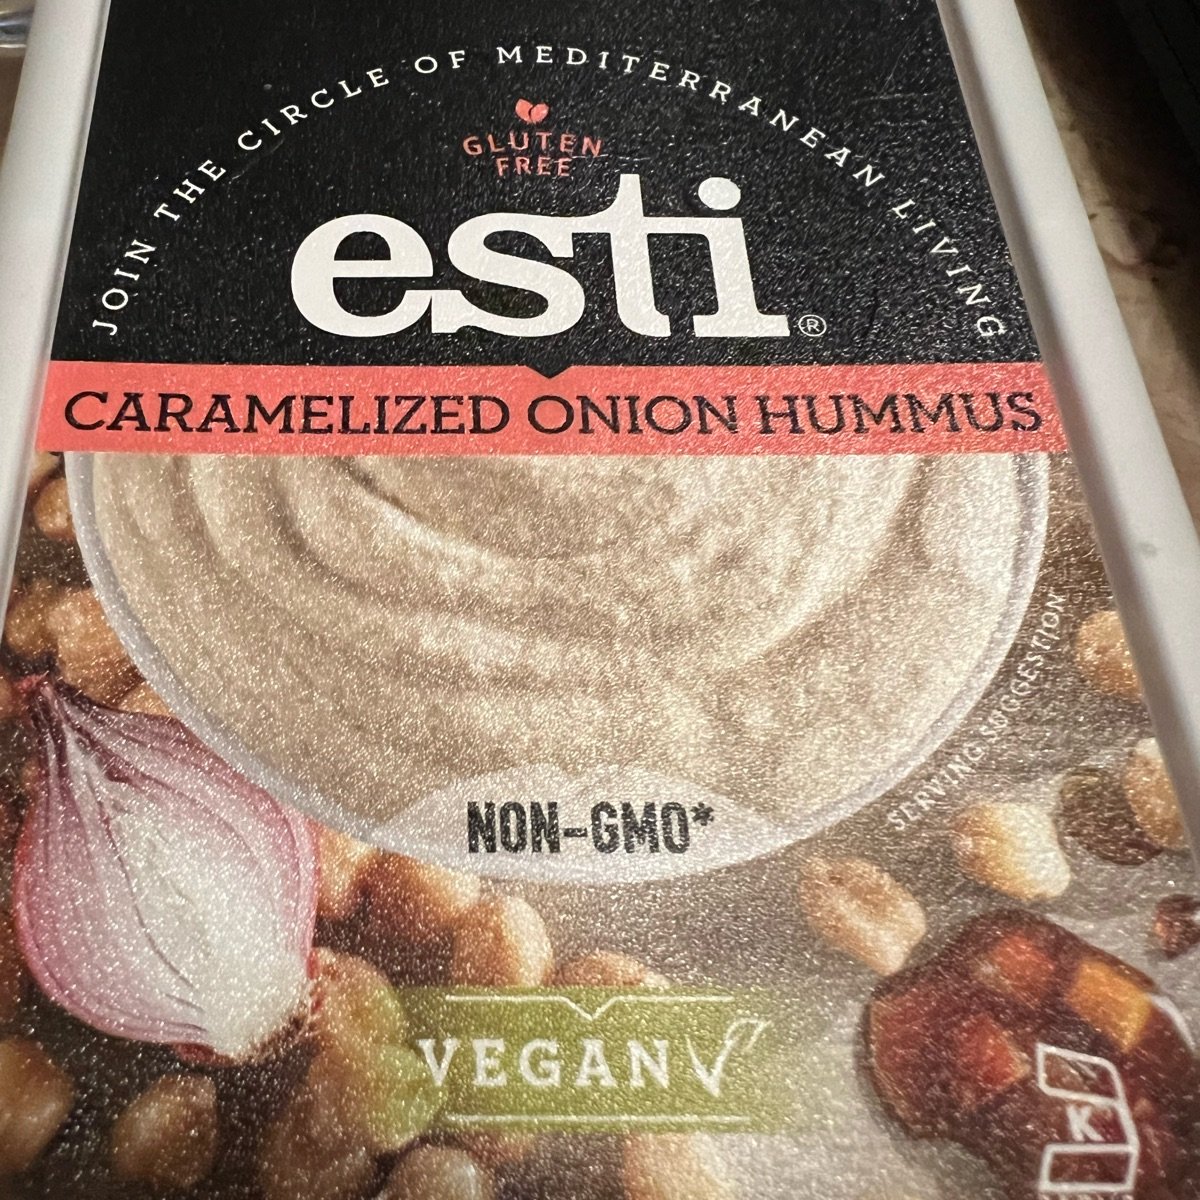 JOIN THE CIRCLE OF MEDITERRANEAN LIVING
GLUTEN
FREE
esti®
CARAMELIZED ONION HUMMUS
SERVING SUGGESTION
NON-GMO*
VEGAN
K